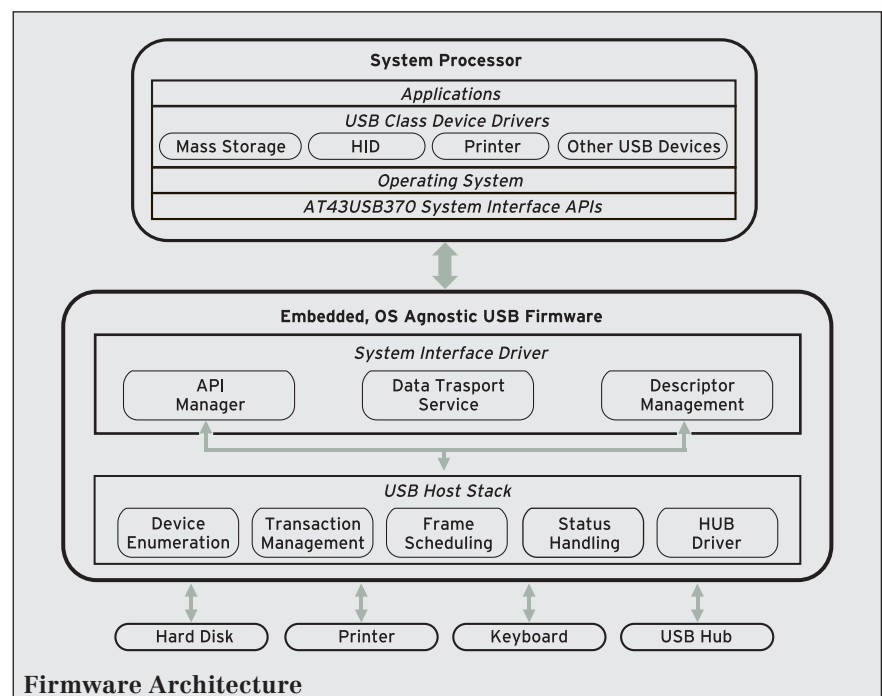 System Processor
Applications
USB Class Device Drivers
Mass Storage
HID
Printer
Other USB Devices
Operating System
AT43USB370 System Interface APIs
Embedded, OS Agnostic USB Firmware
System Interface Driver
API
Manager
Data Trasport
Service
Descriptor
Management
USB Host Stack
Device
Enumeration
Transaction
Management
Frame
Scheduling
Status
Handling
HUB
Driver
Hard Disk
Printer
Keyboard
USB Hub
Firmware Architecture